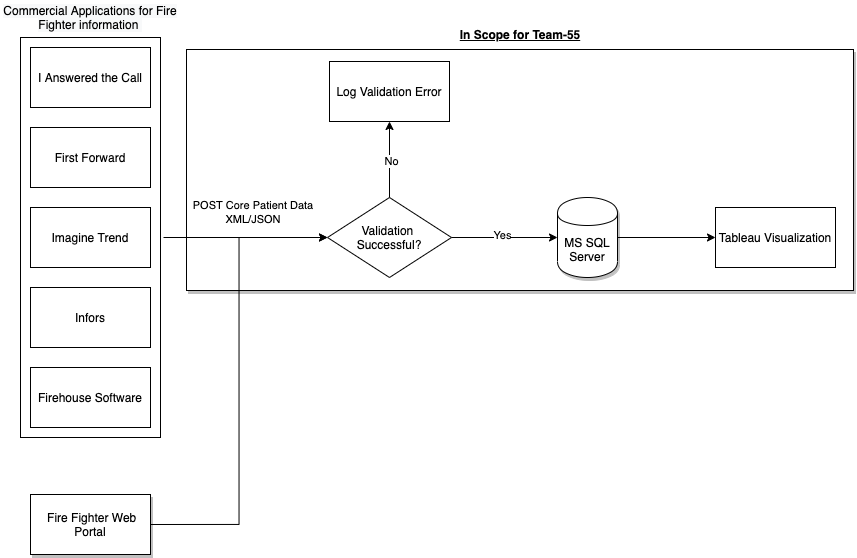 Commercial Applications for Fire
Fighter information
In Scope for Team-55
I Answered the Call
Log Validation Error
First Forward
No
POST Core Patient Data
XML/JSON
Imagine Trend
Validation
Successful?
Yes
MS SQL
Server
Tableau Visualization
Infors
Firehouse Software
Fire Fighter Web
Portal